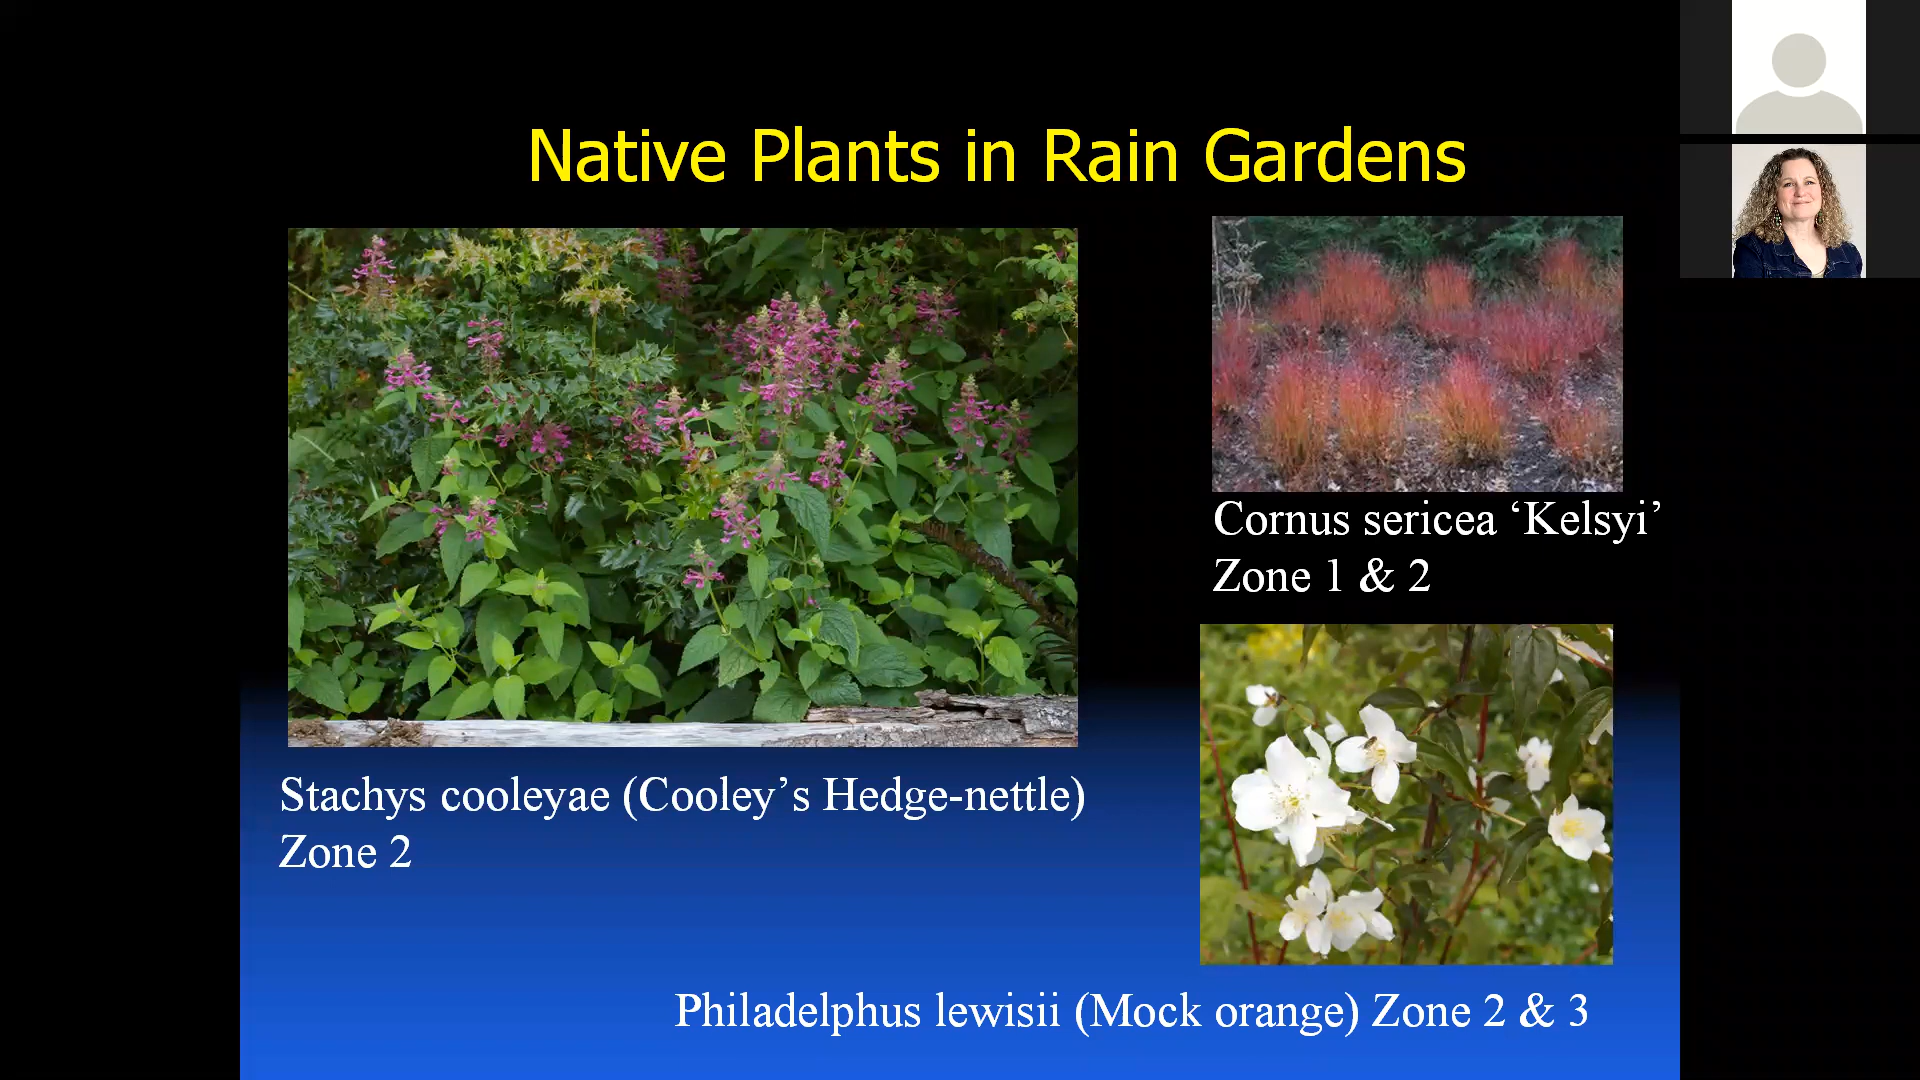 Native Plants in Rain Gardens
Cornus sericea ‘Kelsyi’
Zone 1 & 2
Stachys cooleyae (Cooley’s Hedge-nettle)
Zone 2
Philadelphus lewisii (Mock orange) Zone 2 & 3